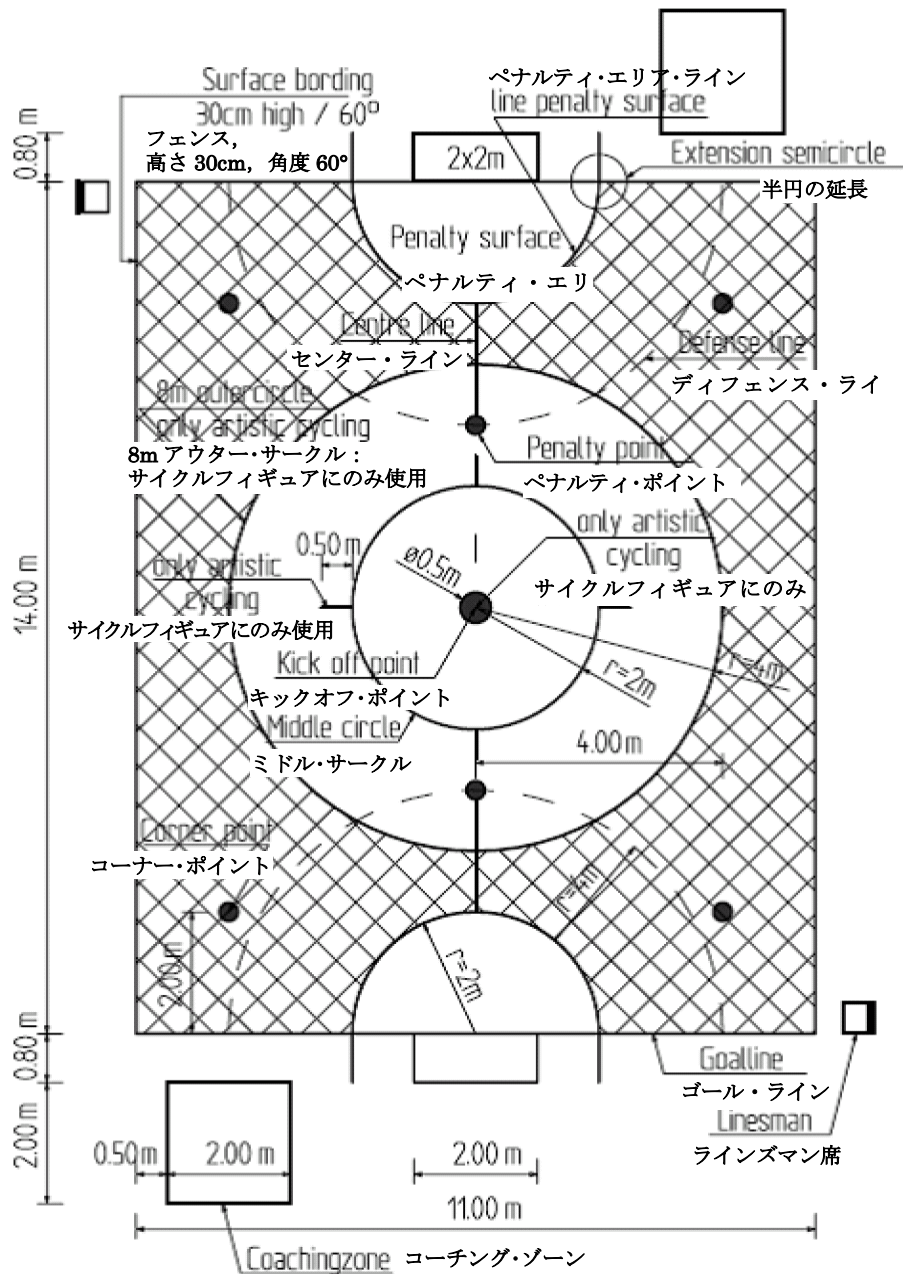 Surface bording
30cm high / 60º
フェンス,
高さ 30cm, 角度 60°
ペナルティ･エリア･ライン
line penalty surface
2x2m
Extension semicircle
半円の延長
0.80 m
Penalty surface
ペナルティ・エリ
Centre line
センター・ライン
Defense line
ディフェンス・ライ
8m outercircle
only artistic cycling
8m アウター･サークル：
サイクルフィギュアにのみ使用
Penalty point
ペナルティ･ポイント
only artistic
cycling
サイクルフィギュアにのみ
0.50 m
ø0.5m
only artistic
cycling
サイクルフィギュアにのみ使用
14.00 m
Kick off point
キックオフ･ポイント
r=2m
r=4m
Middle circle
ミドル･サークル
4.00 m
Corner point
コーナー･ポイント
r=4m
2.00 m
r=2m
0.80 m
Goalline
ゴール・ライン
Linesman
ラインズマン席
2.00 m
0.50 m
2.00 m
2.00 m
11.00 m
Coachingzone コーチング･ゾーン